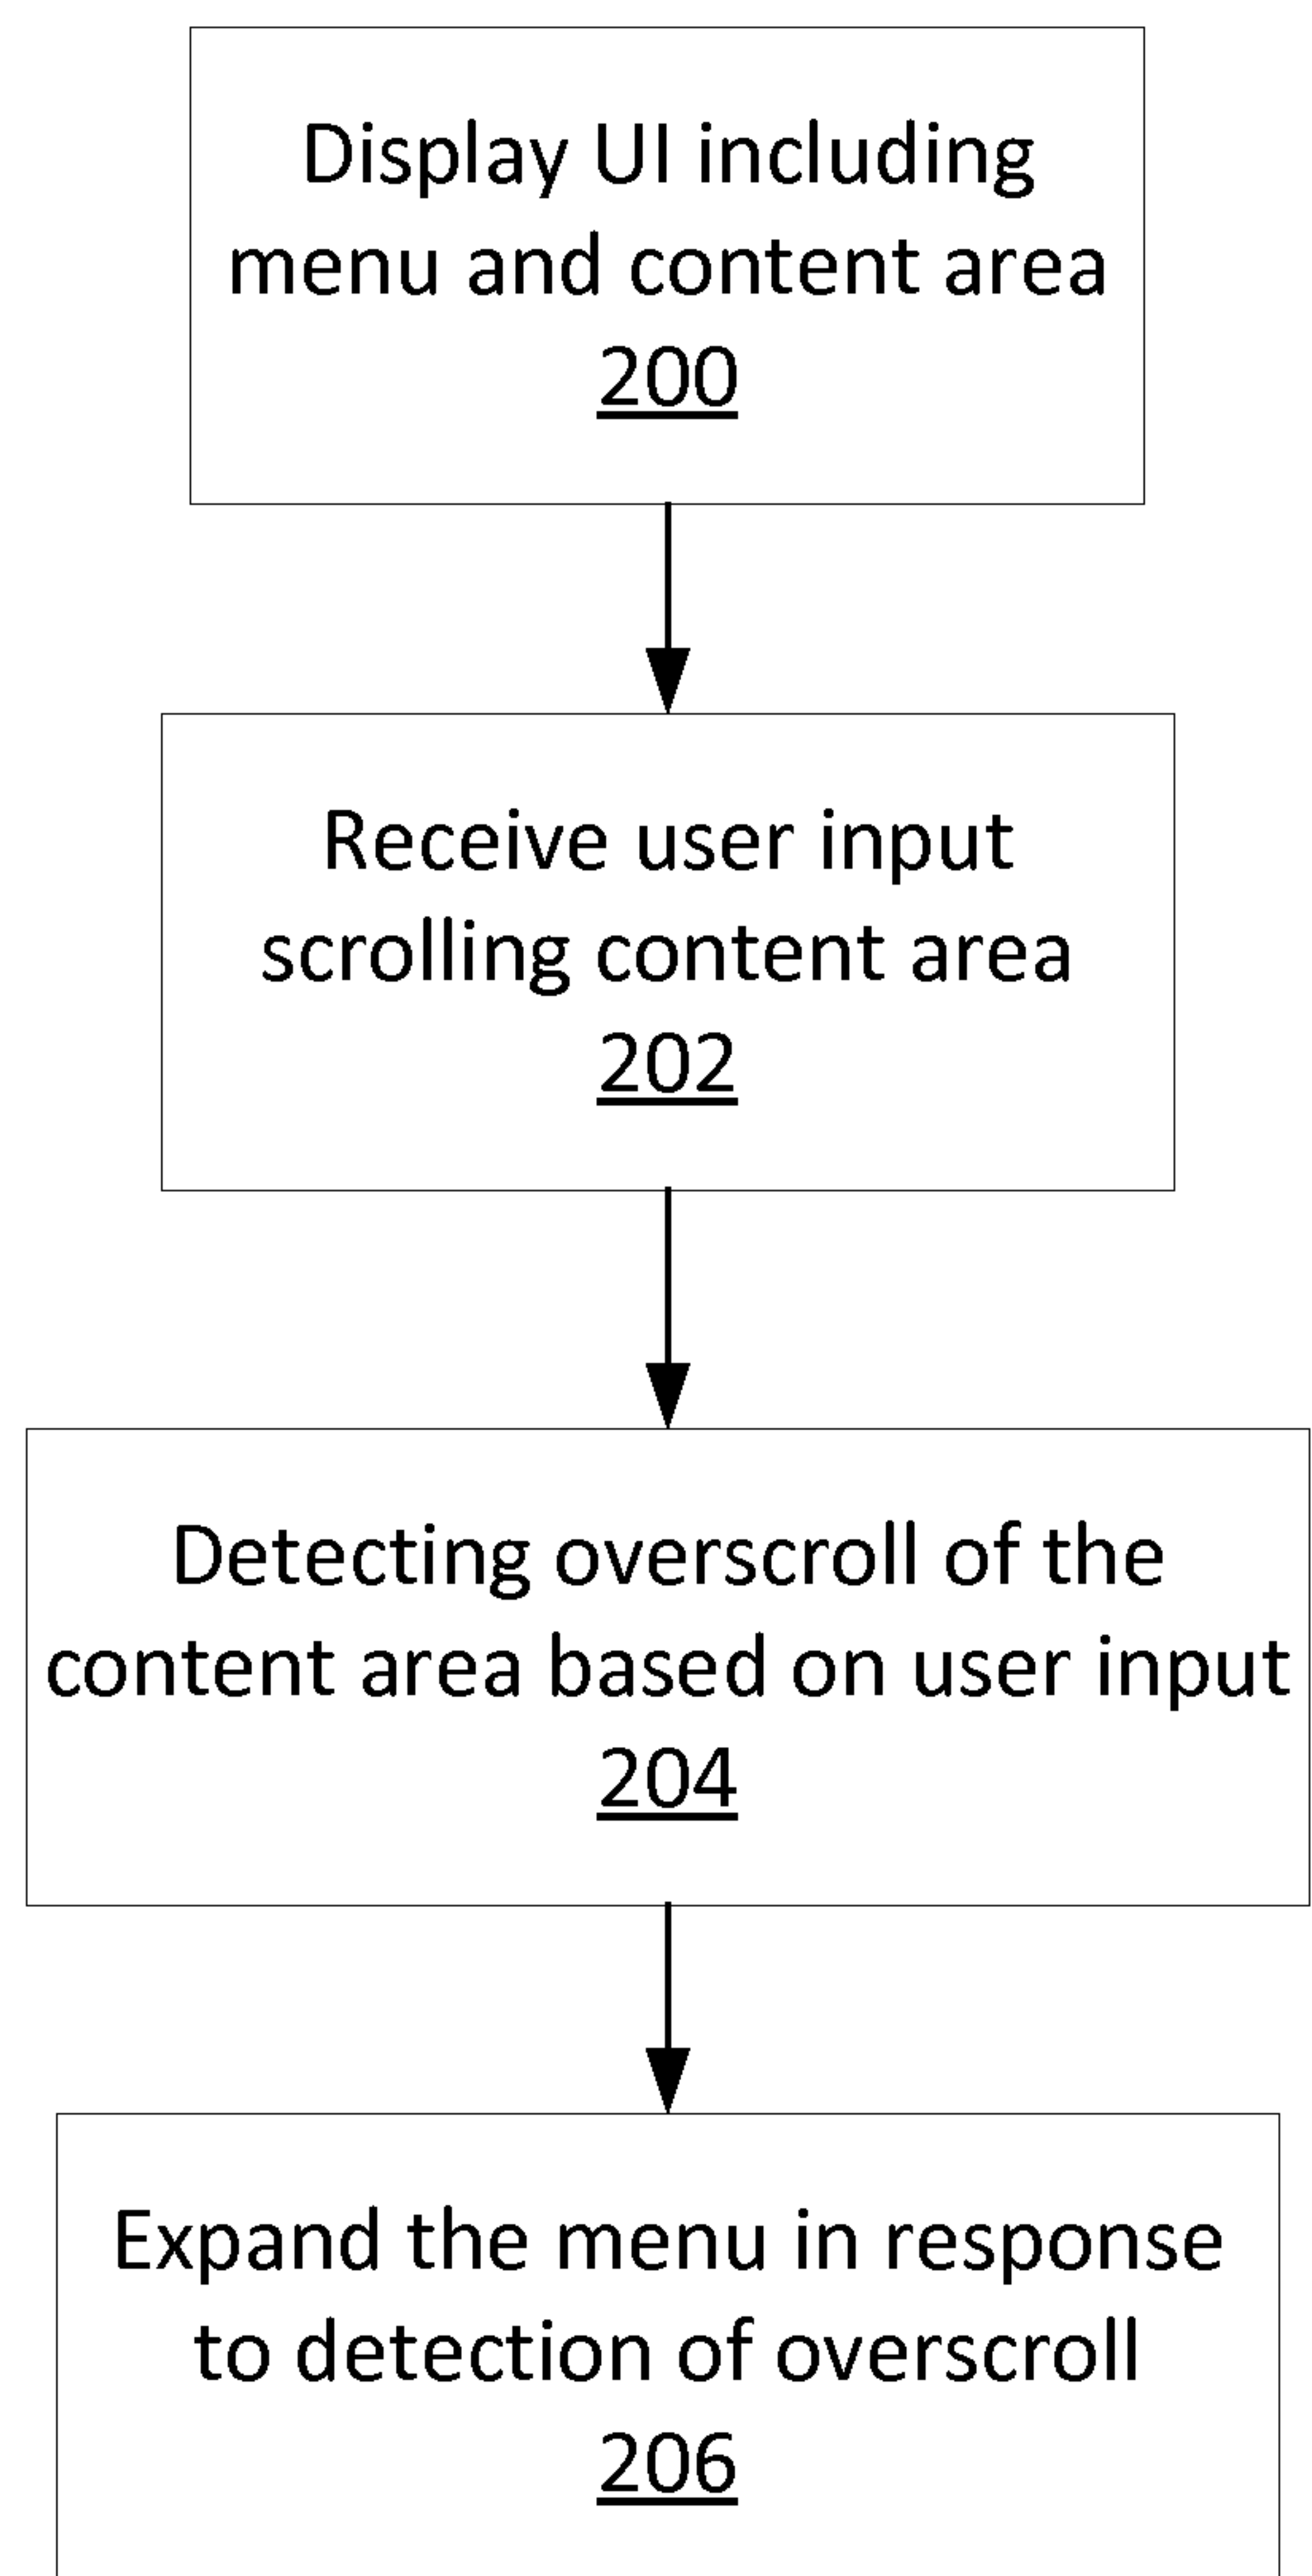 Display UI including
menu and content area
200
Receive user input
scrolling content area
202
Detecting overscroll of the
content area based on user input
204
Expand the menu in response
to detection of overscroll
206